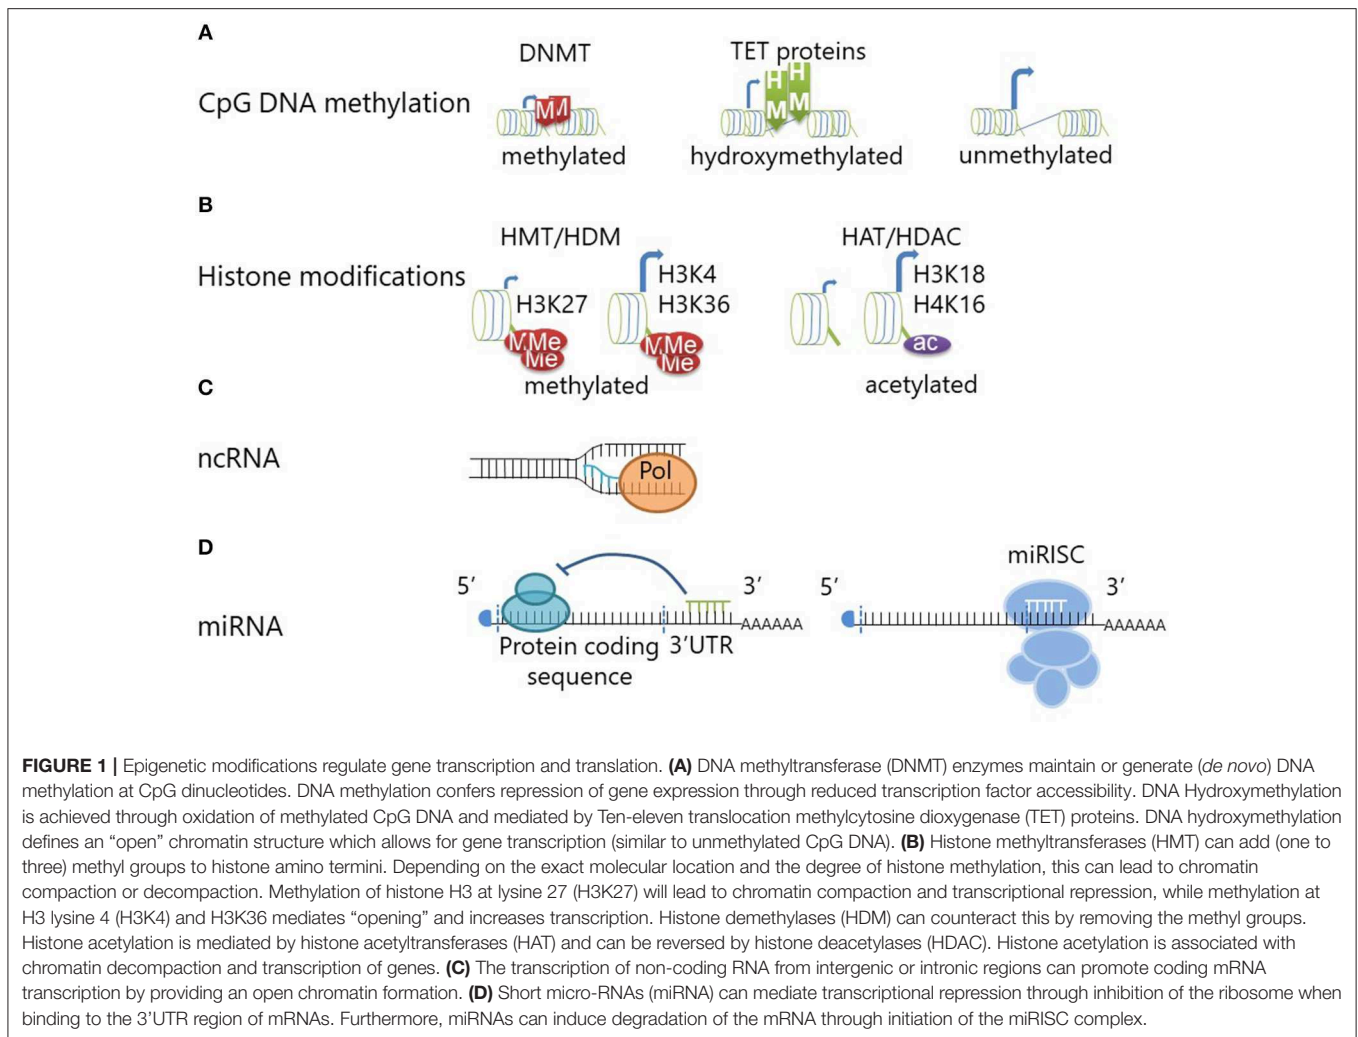 A
DNMT
TET proteins
CpG DNA methylation
M M
H H
M M
methylated
hydroxymethylated
unmethylated
B
HMT/HDM
HAT/HDAC
Histone modifications
H3K27
H3K4
H3K36
H3K18
H4K16
Me
Me
Me
Me
ac
methylated
acetylated
C
ncRNA
Pol
D
miRNA
5’
3’
AAAAAA
Protein coding
sequence
3’UTR
miRISC
5’
3’
AAAAAA
FIGURE 1 | Epigenetic modifications regulate gene transcription and translation. (A) DNA methyltransferase (DNMT) enzymes maintain or generate (de novo) DNA
methylation at CpG dinucleotides. DNA methylation confers repression of gene expression through reduced transcription factor accessibility. DNA Hydroxymethylation
is achieved through oxidation of methylated CpG DNA and mediated by Ten-eleven translocation methylcytosine dioxygenase (TET) proteins. DNA hydroxymethylation
defines an “open” chromatin structure which allows for gene transcription (similar to unmethylated CpG DNA). (B) Histone methyltransferases (HMT) can add (one to
three) methyl groups to histone amino termini. Depending on the exact molecular location and the degree of histone methylation, this can lead to chromatin
compaction or decompaction. Methylation of histone H3 at lysine 27 (H3K27) will lead to chromatin compaction and transcriptional repression, while methylation at
H3 lysine 4 (H3K4) and H3K36 mediates “opening” and increases transcription. Histone demethylases (HDM) can counteract this by removing the methyl groups.
Histone acetylation is mediated by histone acetyltransferases (HAT) and can be reversed by histone deacetylases (HDAC). Histone acetylation is associated with
chromatin decompaction and transcription of genes. (C) The transcription of non-coding RNA from intergenic or intronic regions can promote coding mRNA
transcription by providing an open chromatin formation. (D) Short micro-RNAs (miRNA) can mediate transcriptional repression through inhibition of the ribosome when
binding to the 3’UTR region of mRNAs. Furthermore, miRNAs can induce degradation of the mRNA through initiation of the miRISC complex.